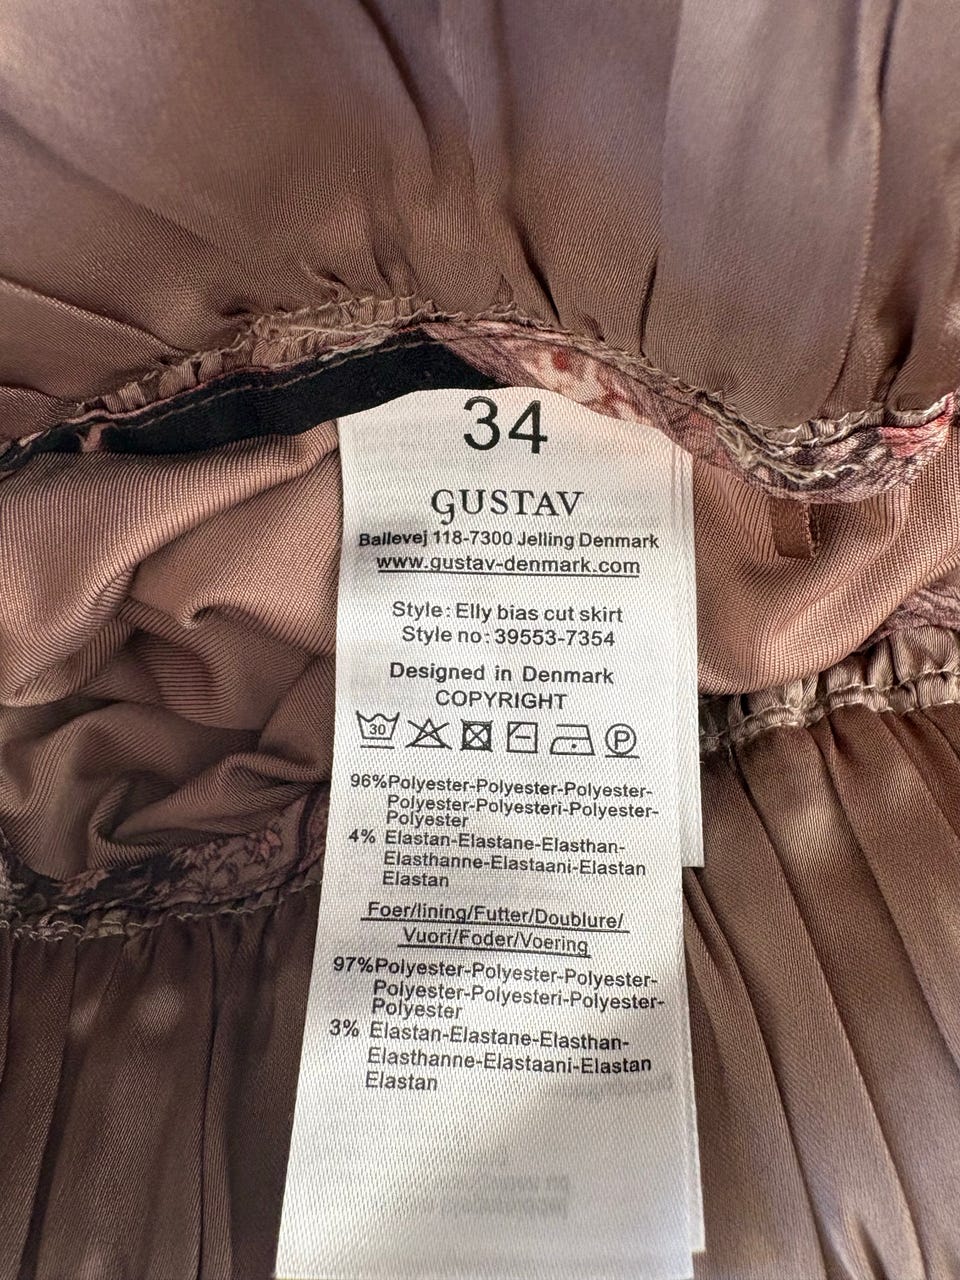 34
GUSTAV
Ballevej 118-7300 Jelling Denmark
www.gustav-denmark.com
Style: Elly bias cut skirt
Style no: 39553-7354
Designed in Denmark
COPYRIGHT
30 P
96%Polyester-Polyester-Polyester-
Polyester-Polyesteri-Polyester-
Polyester
4% Elastan-Elastane-Elasthan-
Elasthanne-Elastaani-Elastan
Elastan
Foer/lining/Futter/Doublure/
Vuori/Foder/Voering
97%Polyester-Polyester-Polyester-
Polyester-Polyesteri-Polyester-
Polyester
3% Elastan-Elastane-Elasthan-
Elasthanne-Elastaani-Elastan
Elastan